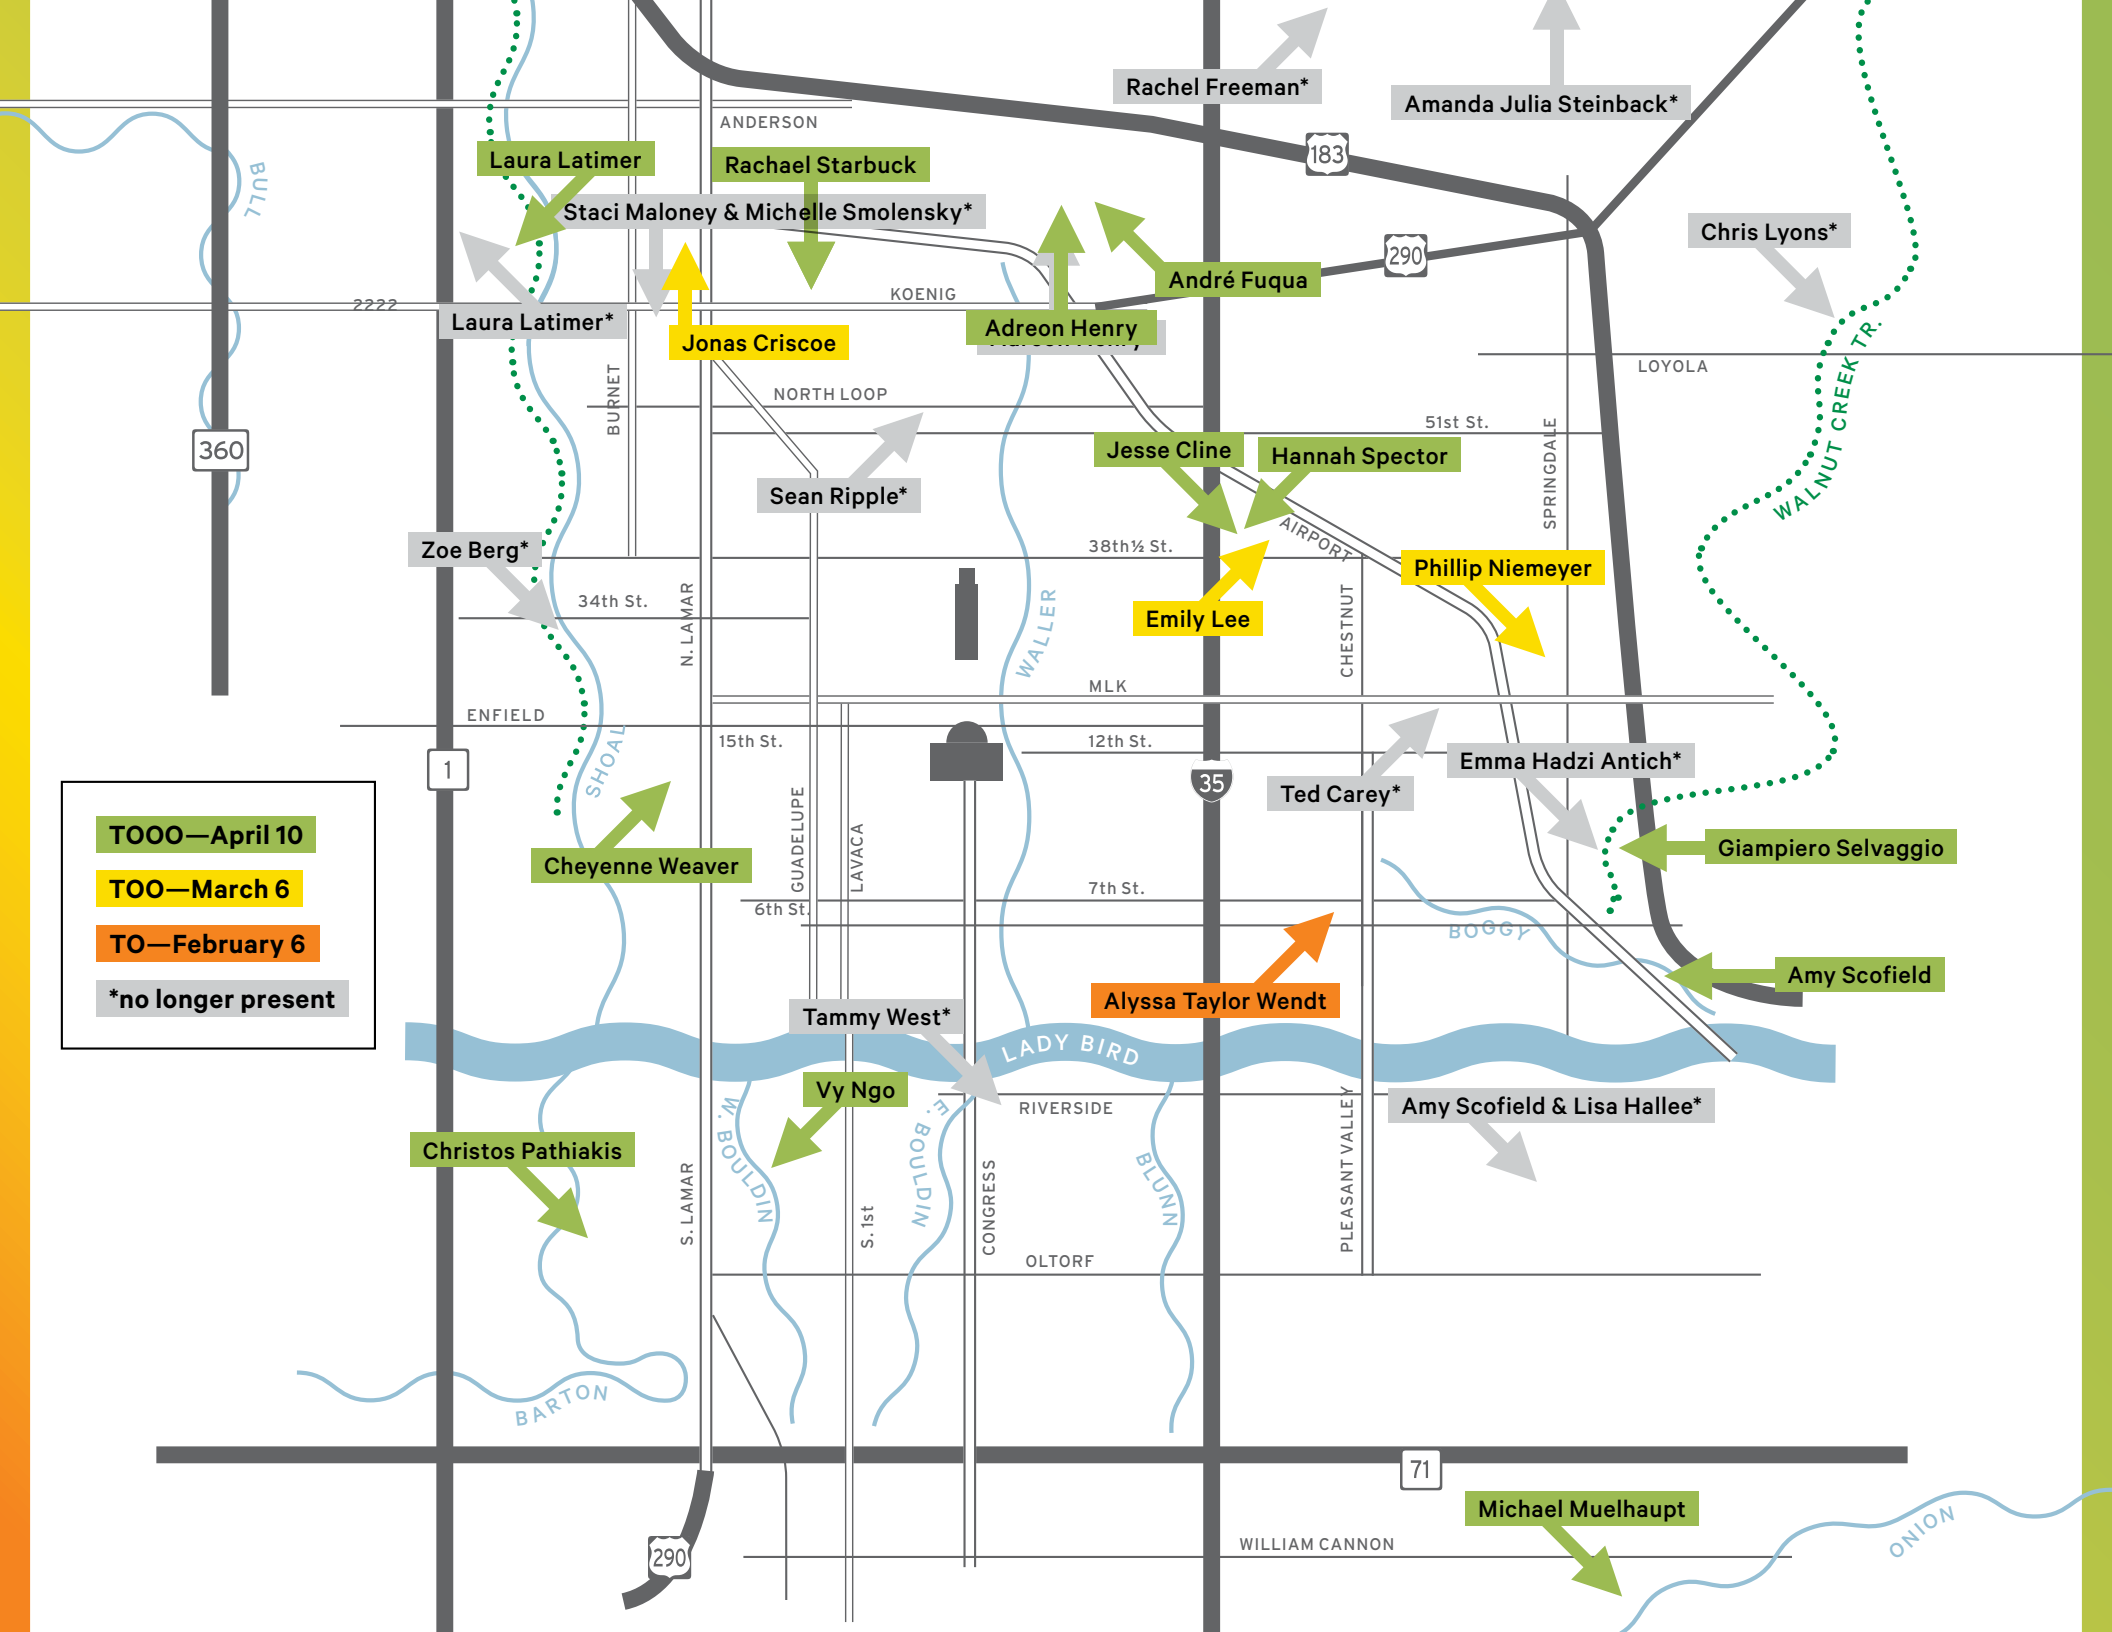 Rachel Freeman*
Amanda Julia Steinback*
ANDERSON
183
Laura Latimer
Rachael Starbuck
BULL
Staci Maloney & Michelle Smolensky*
Chris Lyons*
290
André Fuqua
KOENIG
2222
Laura Latimer*
Adreon Henry
Jonas Criscoe
WALNUT CREEK TR.
LOYOLA
BURNET
NORTH LOOP
51st St.
360
Jesse Cline
Hannah Spector
SPRINGDALE
Sean Ripple*
AIRPORT
Zoe Berg*
38th½ St.
Phillip Niemeyer
34th St.
N. LAMAR
WALLER
Emily Lee
CHESTNUT
MLK
ENFIELD
15th St.
12th St.
SHOAL
1
35
Emma Hadzi Antich*
Ted Carey*
GUADELUPE
LAVACA
TOOO—April 10
Giampiero Selvaggio
Cheyenne Weaver
TOO—March 6
7th St.
6th St.
BOGGY
TO—February 6
Amy Scofield
*no longer present
Alyssa Taylor Wendt
Tammy West*
LADY BIRD
Vy Ngo
W. BOULDIN
E. BOULDIN
RIVERSIDE
Amy Scofield & Lisa Hallee*
Christos Pathiakis
BLUNN
PLEASANT VALLEY
S. LAMAR
S. 1st
CONGRESS
OLTORF
BARTON
71
Michael Muelhaupt
ONION
290
WILLIAM CANNON